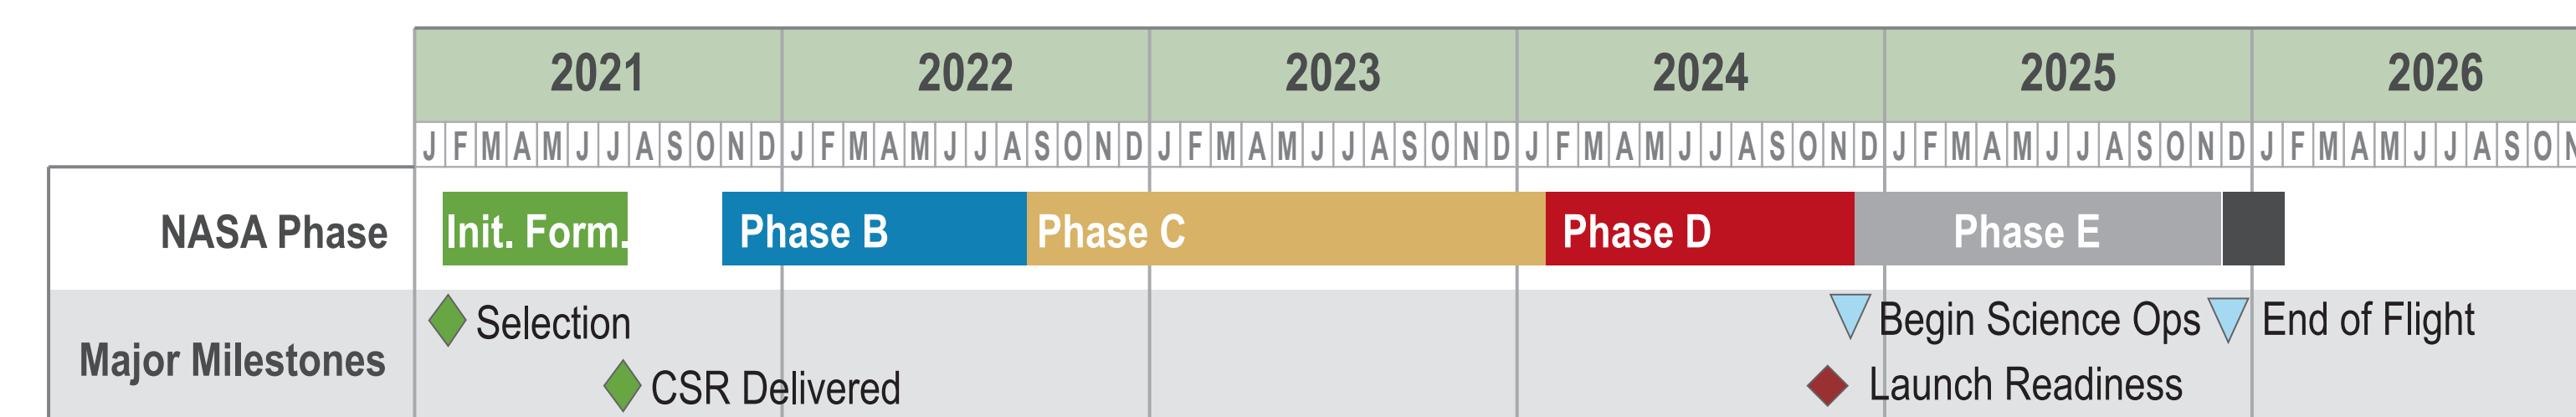 2021 2022 2023 2024 2025 2026
J F M A M J J A S O N D J F M A M J J A S O N D J F M A M J J A S O N D J F M A M J J A S O N D J F M A M J J A S O N D J F M A M J J A S O N
NASA Phase Init. Form. Phase B Phase C Phase D Phase E
Selection Begin Science Ops End of Flight
Major Milestones
CSR Delivered Launch Readiness